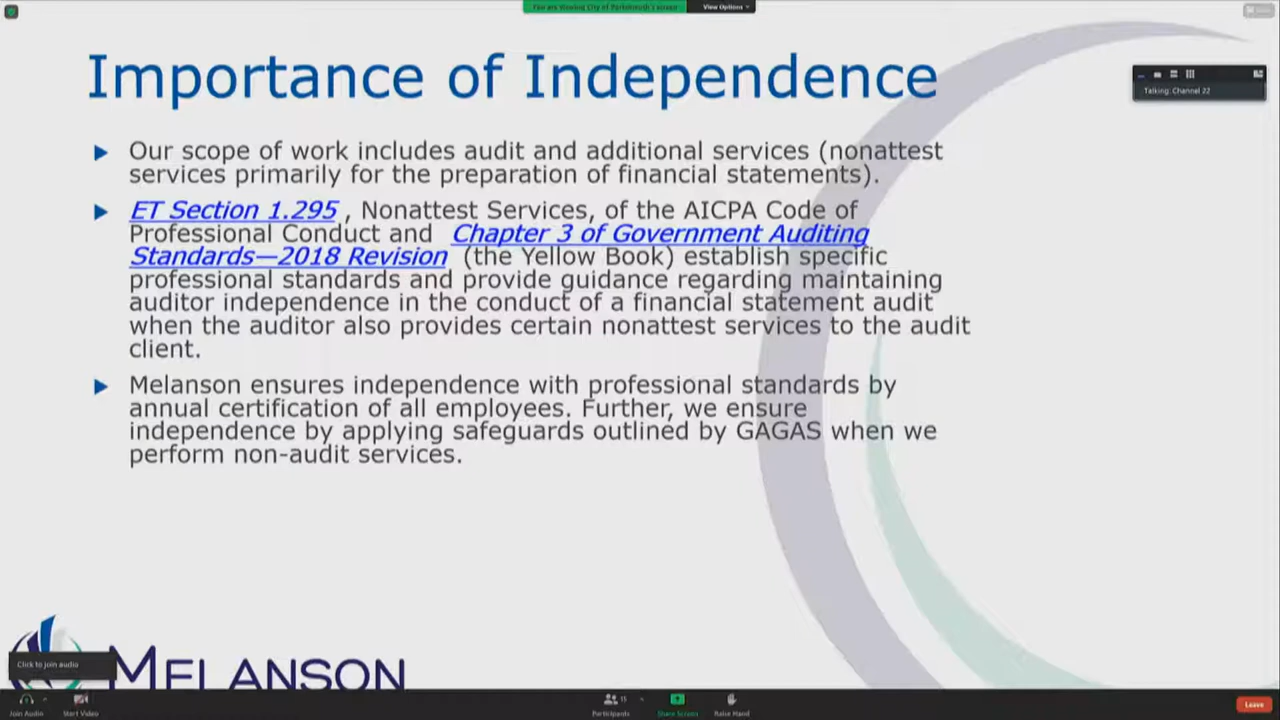 You are viewing City of Portsmouth's screen
View Options
Importance of Independence
Talking: Channel 22
Our scope of work includes audit and additional services (nonattest
services primarily for the preparation of financial statements).
ET Section 1.295 , Nonattest Services, of the AICPA Code of
Professional Conduct and Chapter 3 of Government Auditing
Standards—2018 Revision (the Yellow Book) establish specific
professional standards and provide guidance regarding maintaining
auditor independence in the conduct of a financial statement audit
when the auditor also provides certain nonattest services to the audit
client.
Melanson ensures independence with professional standards by
annual certification of all employees. Further, we ensure
independence by applying safeguards outlined by GAGAS when we
perform non-audit services.
Click to join audio
MELANSON
15
Join Audio Start Video Participants Share Screen Raise Hand Leave